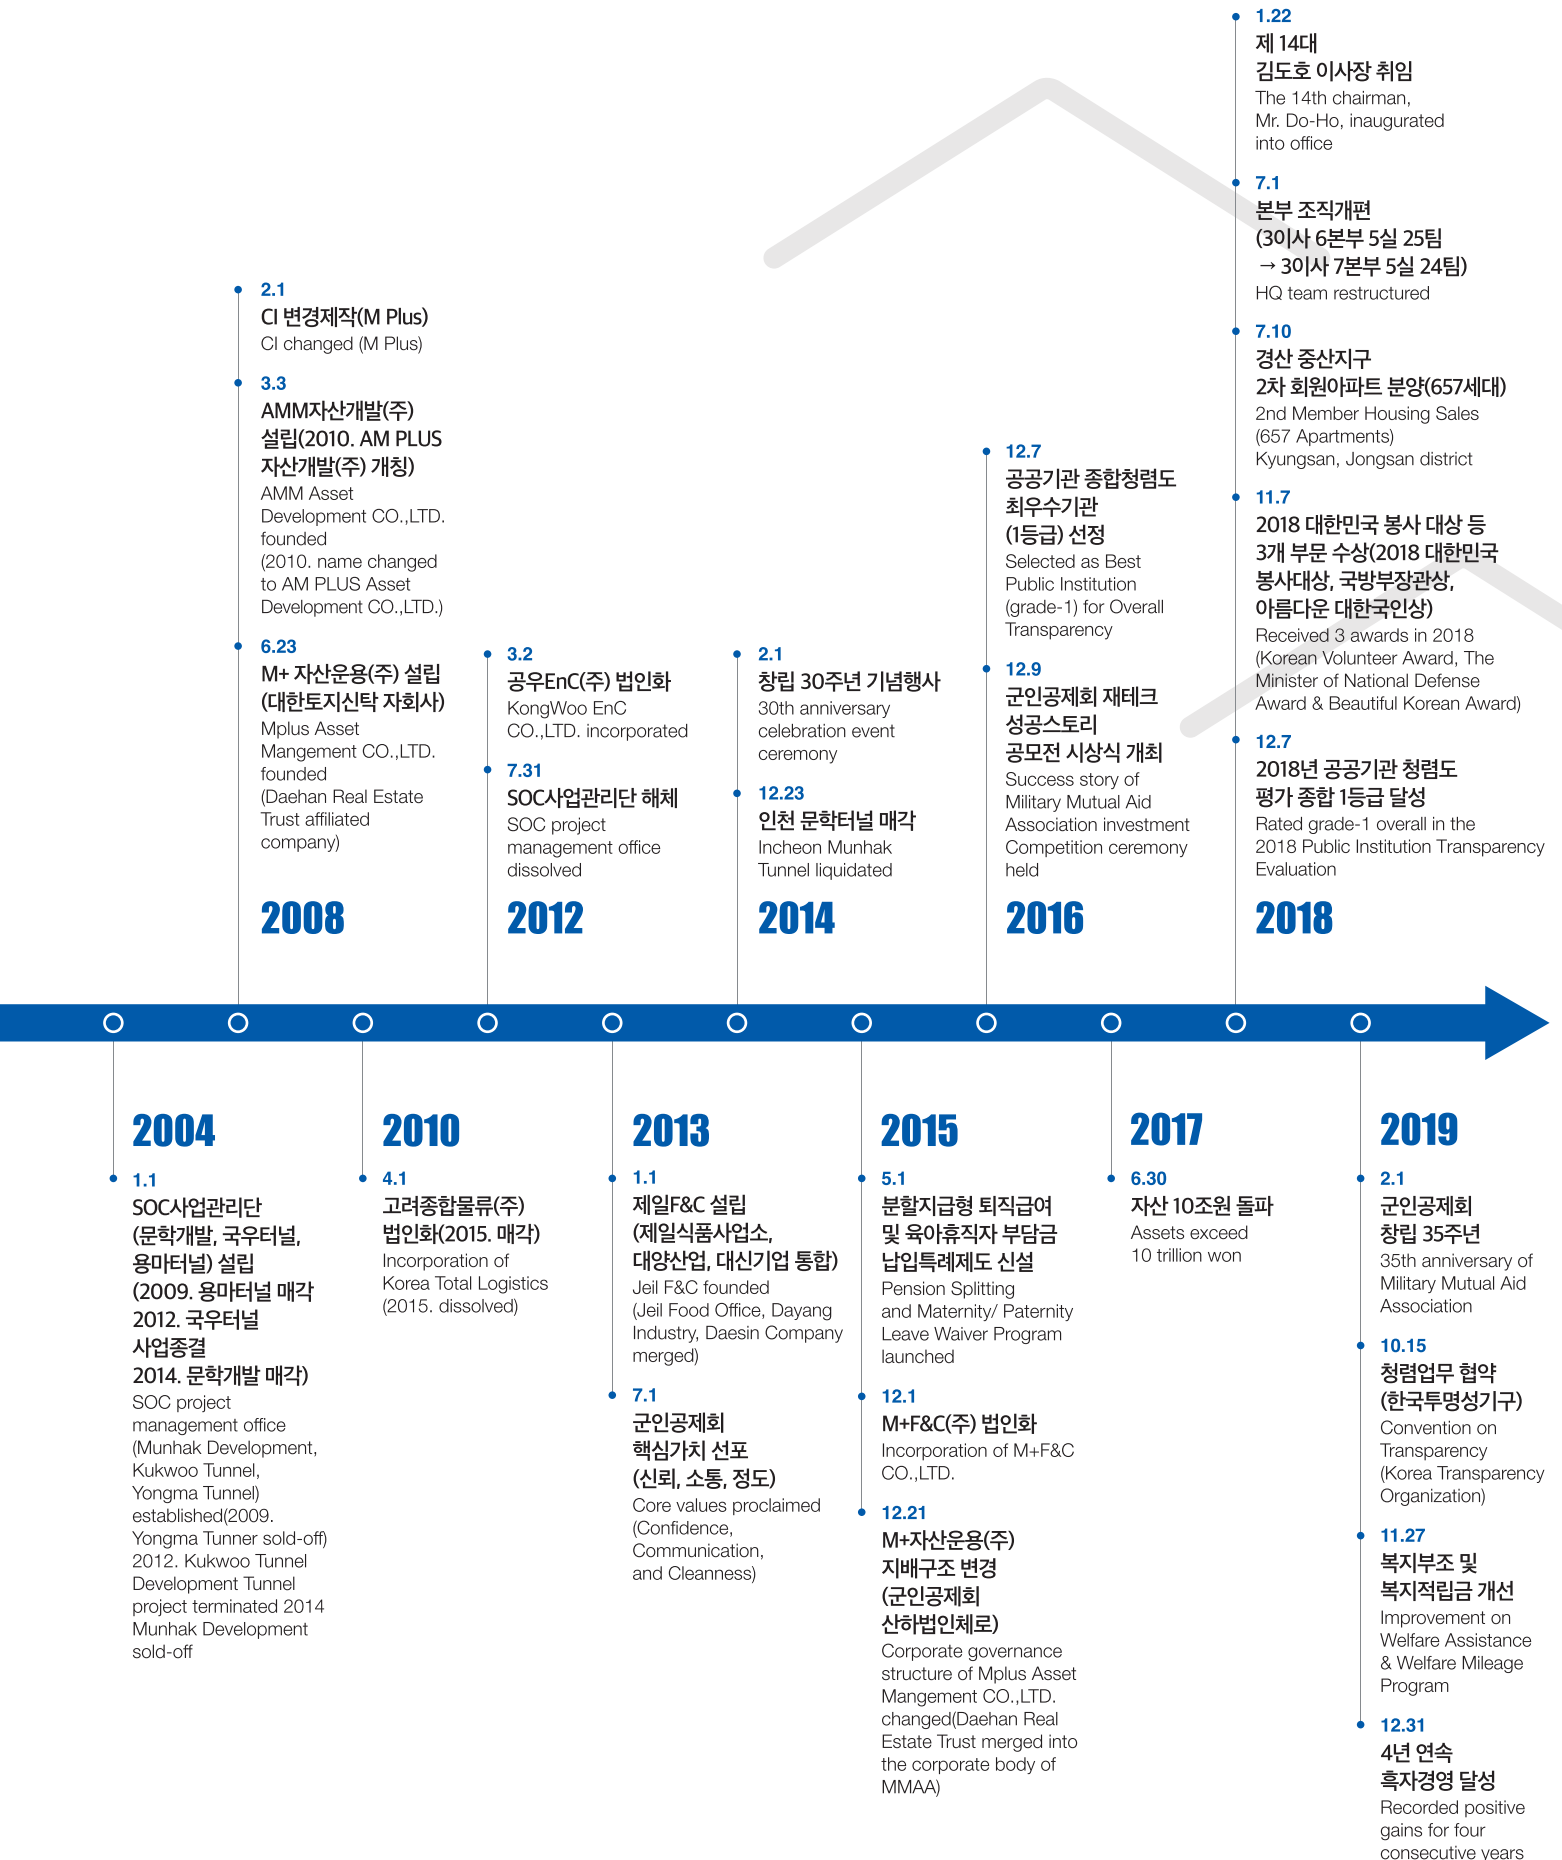 2.1
CI 변경제작(M Plus)
CI changed (M Plus)
3.3
AMM자산개발(주)
설립(2010. AM PLUS
자산개발(주) 개칭)
AMM Asset
Development CO.,LTD.
founded
(2010. name changed
to AM PLUS Asset
Development CO.,LTD.)
6.23
M+ 자산운용(주) 설립
(대한토지신탁 자회사)
Mplus Asset
Mangement CO.,LTD.
founded
(Daehan Real Estate
Trust affiliated
company)
2008
3.2
공우EnC(주) 법인화
KongWoo EnC
CO.,LTD. incorporated
7.31
SOC사업관리단 해체
SOC project
management office
dissolved
2012
2.1
창립 30주년 기념행사
30th anniversary
celebration event
ceremony
12.23
인천 문학터널 매각
Incheon Munhak
Tunnel liquidated
2014
12.7
공공기관 종합청렴도
최우수기관
(1등급) 선정
Selected as Best
Public Institution
(grade-1) for Overall
Transparency
12.9
군인공제회 재테크
성공스토리
공모전 시상식 개최
Success story of
Military Mutual Aid
Association investment
Competition ceremony
held
2016
1.22
제 14대
김도호 이사장 취임
The 14th chairman,
Mr. Do-Ho, inaugurated
into office
7.1
본부 조직개편
(3이사 6본부 5실 25팀
→ 3이사 7본부 5실 24팀)
HQ team restructured
7.10
경산 중산지구
2차 회원아파트 분양(657세대)
2nd Member Housing Sales
(657 Apartments)
Kyungsan, Jongsan district
11.7
2018 대한민국 봉사 대상 등
3개 부문 수상(2018 대한민국
봉사대상, 국방부장관상,
아름다운 대한국인상)
Received 3 awards in 2018
(Korean Volunteer Award, The
Minister of National Defense
Award & Beautiful Korean Award)
12.7
2018년 공공기관 청렴도
평가 종합 1등급 달성
Rated grade-1 overall in the
2018 Public Institution Transparency
Evaluation
2018
2004
1.1
SOC사업관리단
(문학개발, 국우터널,
용마터널) 설립
(2009. 용마터널 매각
2012. 국우터널
사업종결
2014. 문학개발 매각)
SOC project
management office
(Munhak Development,
Kukwoo Tunnel,
Yongma Tunnel)
established(2009.
Yongma Tunner sold-off)
2012. Kukwoo Tunnel
Development Tunnel
project terminated 2014
Munhak Development
sold-off
2010
4.1
고려종합물류(주)
법인화(2015. 매각)
Incorporation of
Korea Total Logistics
(2015. dissolved)
2013
1.1
제일F&C 설립
(제일식품사업소,
대양산업, 대신기업 통합)
Jeil F&C founded
(Jeil Food Office, Dayang
Industry, Daesin Company
merged)
7.1
군인공제회
핵심가치 선포
(신뢰, 소통, 정도)
Core values proclaimed
(Confidence,
Communication,
and Cleanness)
2015
5.1
분할지급형 퇴직급여
및 육아휴직자 부담금
납입특례제도 신설
Pension Splitting
and Maternity/ Paternity
Leave Waiver Program
launched
12.1
M+F&C(주) 법인화
Incorporation of M+F&C
CO.,LTD.
12.21
M+자산운용(주)
지배구조 변경
(군인공제회
산하법인체로)
Corporate governance
structure of Mplus Asset
Mangement CO.,LTD.
changed(Daehan Real
Estate Trust merged into
the corporate body of
MMAA)
2017
6.30
자산 10조원 돌파
Assets exceed
10 trillion won
2019
2.1
군인공제회
창립 35주년
35th anniversary of
Military Mutual Aid
Association
10.15
청렴업무 협약
(한국투명성기구)
Convention on
Transparency
(Korea Transparency
Organization)
11.27
복지부조 및
복지적립금 개선
Improvement on
Welfare Assistance
& Welfare Mileage
Program
12.31
4년 연속
흑자경영 달성
Recorded positive
gains for four
consecutive years